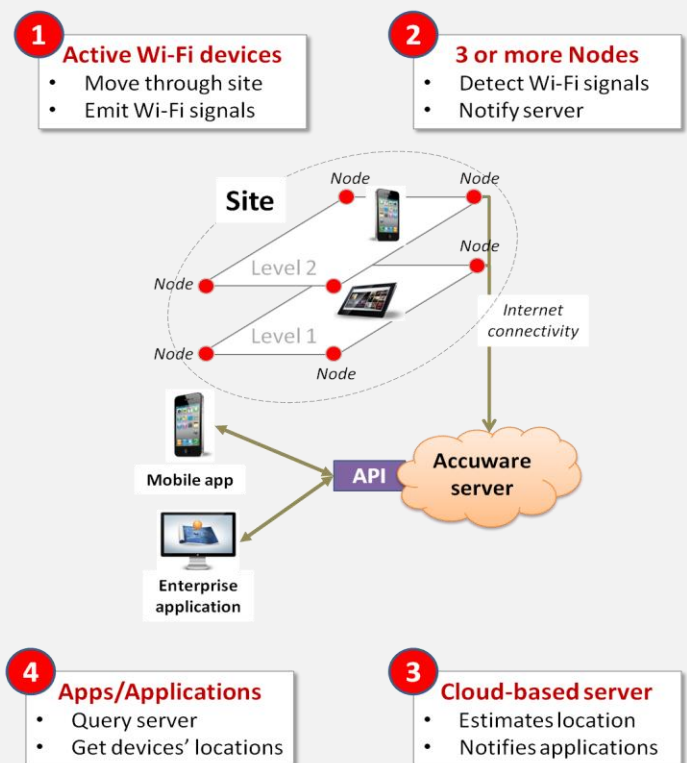 1
Active Wi-Fi devices
• Move through site
• Emit Wi-Fi signals
2
3 or more Nodes
• Detect Wi-Fi signals
• Notify server
Node
Node
Site
Node
Level 2
Node
Internet
connectivity
Level 1
Node
Node
Mobile app
API
Accuware
server
Enterprise
application
4
Apps/Applications
• Query server
• Get devices' locations
3
Cloud-based server
• Estimates location
• Notifies applications